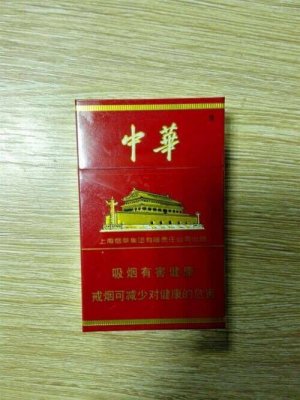 中華
上海烟草集团有限责任公司出品
吸烟有害健康
戒烟可减少对健康的危害